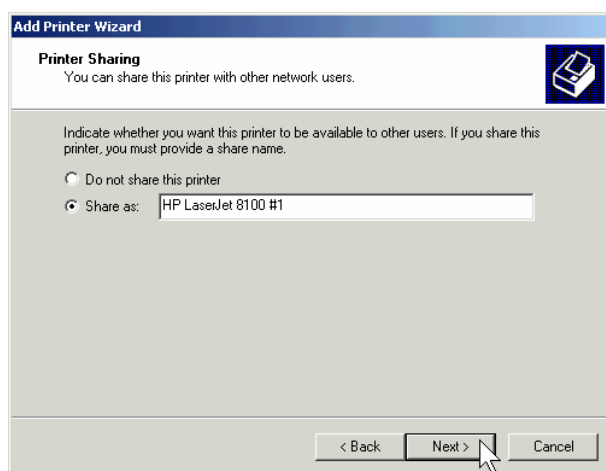 Add Printer Wizard
Printer Sharing
You can share this printer with other network users.
Indicate whether you want this printer to be available to other users. If you share this
printer, you must provide a share name.
Do not share this printer
Share as: HP LaserJet 8100 #1
< Back Next > Cancel